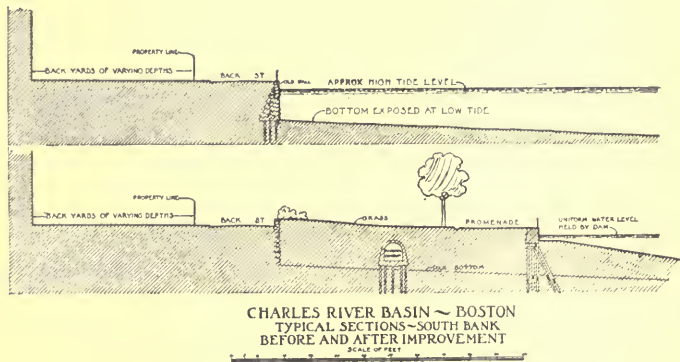 PROPERTY LINE
BACK YARDS OF VARYING DEPTHS
BACK ST
OLD WALL
APPROX HIGH TIDE LEVEL
BOTTOM EXPOSED AT LOW TIDE
PROPERTY LINE
BACK YARDS OF VARYING DEPTHS
BACK ST
GRASS
PROMENADE
UNIFORM WATER LEVEL
HELD BY DAM
OLD BOTTOM
CHARLES RIVER BASIN ~ BOSTON
TYPICAL SECTIONS ~ SOUTH BANK
BEFORE AND AFTER IMPROVEMENT
SCALE OF FEET